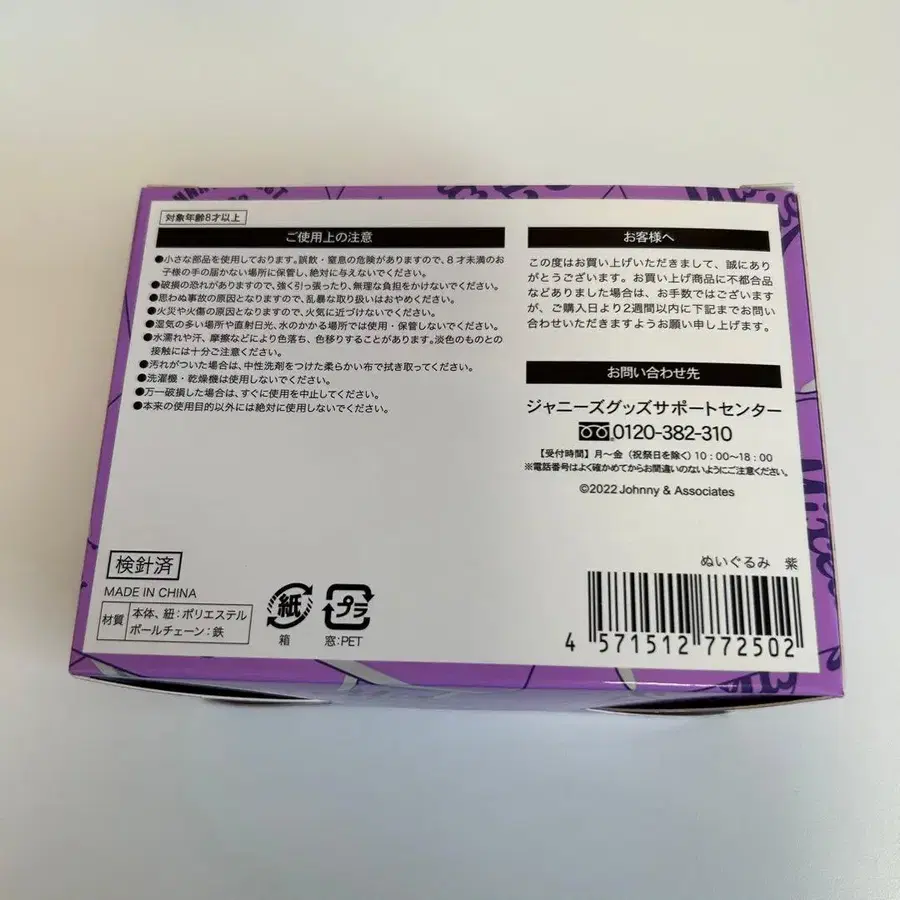 対象年齢8才以上
ご使用上の注意
●小さな部品を使用しております。誤飲・窒息の危険がありますので、8才未満のお
子様の手の届かない場所に保管し、絶対に与えないでください。
●破損の恐れがありますので、強く引っ張ったり、無理な負担をかけないでください。
●思わぬ事故の原因となりますので、乱暴な取り扱いはおやめください。
●火災や火傷の原因となりますので、火気に近づけないでください。
●湿気の多い場所や直射日光、水のかかる場所では使用・保管しないでください。
●水濡れや汗、摩擦などにより色落ち、色移りすることがあります。淡色のものとの
接触には十分ご注意ください。
●汚れがついた場合は、中性洗剤をつけた柔らかい布で拭き取ってください。
●洗濯機・乾燥機は使用しないでください。
●万一破損した場合は、すぐに使用を中止してください。
●本来の使用目的以外には絶対に使用しないでください。
お客様へ
この度はお買い上げいただきまして、誠にあり
がとうございます。お買い上げ商品に不都合品
などありました場合は、お手数ではございます
が、ご購入日より2週間以内に下記までお問い
合わせいただきますようお願い申し上げます。
お問い合わせ先
ジャニーズグッズサポートセンター
0120-382-310
【受付時間】月〜金（祝祭日を除く）10：00〜18：00
※電話番号はよく確かめてからお間違いのないようにご注意ください。
©2022 Johnny & Associates
検針済
MADE IN CHINA
材質
本体、紐：ポリエステル
ボールチェーン：鉄
紙
箱
プラ
窓：PET
ぬいぐるみ 紫
4 571512 772502